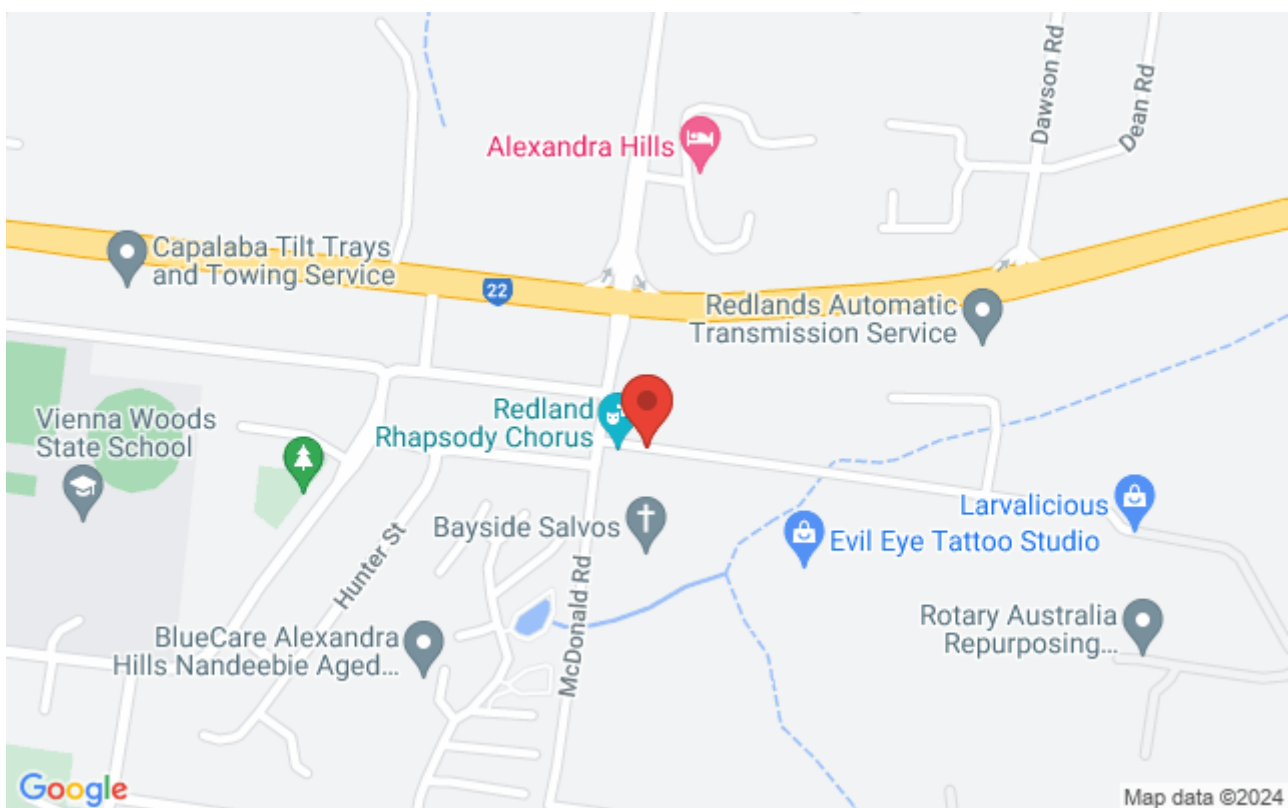 Dawson Rd
Dean Rd
Alexandra Hills
Capalaba Tilt Trays
and Towing Service
22
Redlands Automatic
Transmission Service
Redland
Rhapsody Chorus
Vienna Woods
State School
Hunter St
Bayside Salvos
McDonald Rd
Larvalicious
Evil Eye Tattoo Studio
BlueCare Alexandra
Hills Nandeebie Aged...
Rotary Australia
Repurposing...
Google
Map data ©2024